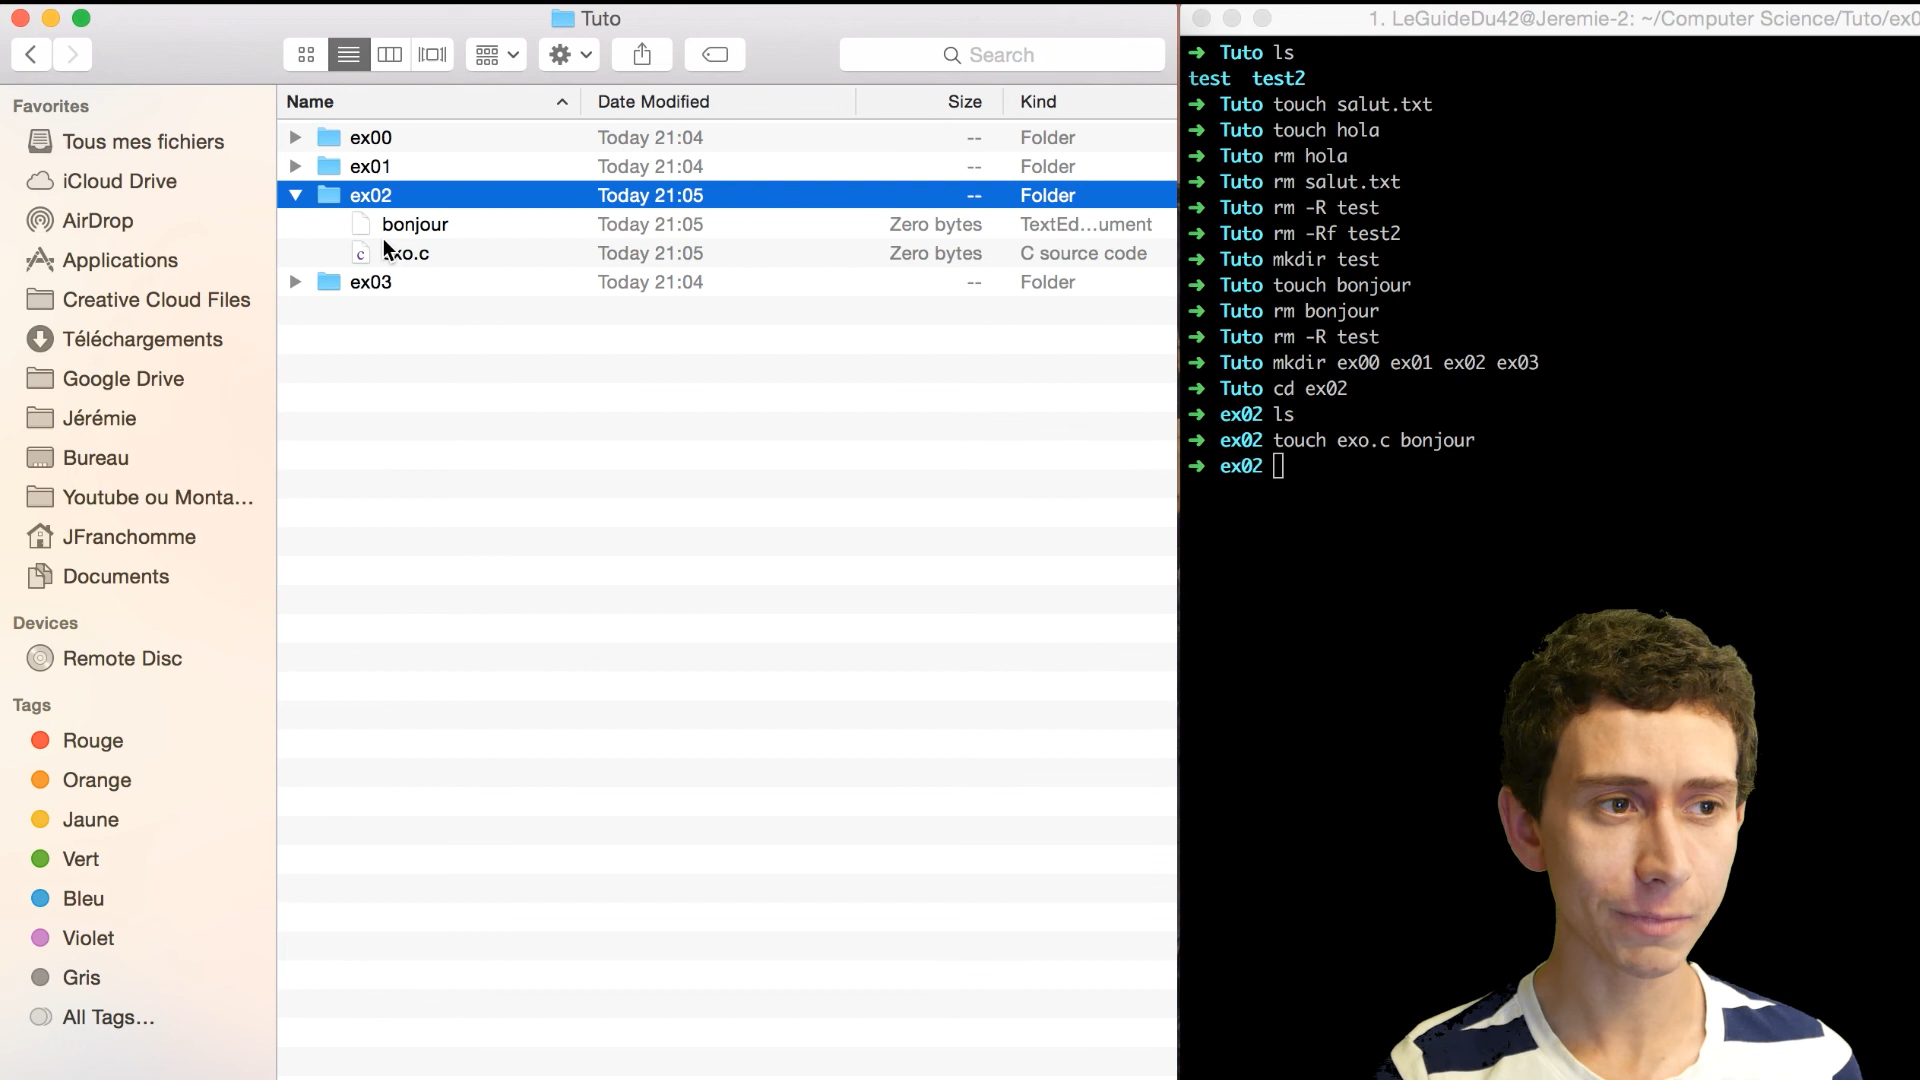 Tuto
Search
Favorites
Tous mes fichiers
iCloud Drive
AirDrop
Applications
Creative Cloud Files
Téléchargements
Google Drive
Jérémie
Bureau
Youtube ou Monta...
JFranchomme
Documents
Devices
Remote Disc
Tags
Rouge
Orange
Jaune
Vert
Bleu
Violet
Gris
All Tags...
Name Date Modified Size Kind
ex00 Today 21:04 -- Folder
ex01 Today 21:04 -- Folder
ex02 Today 21:05 -- Folder
bonjour Today 21:05 Zero bytes TextEd...ument
c xo.c Today 21:05 Zero bytes C source code
ex03 Today 21:04 -- Folder
1. LeGuideDu42@Jeremie-2: ~/Computer Science/Tuto/ex0
➜ Tuto ls
test test2
➜ Tuto touch salut.txt
➜ Tuto touch hola
➜ Tuto rm hola
➜ Tuto rm salut.txt
➜ Tuto rm -R test
➜ Tuto rm -Rf test2
➜ Tuto mkdir test
➜ Tuto touch bonjour
➜ Tuto rm bonjour
➜ Tuto rm -R test
➜ Tuto mkdir ex00 ex01 ex02 ex03
➜ Tuto cd ex02
➜ ex02 ls
➜ ex02 touch exo.c bonjour
➜ ex02